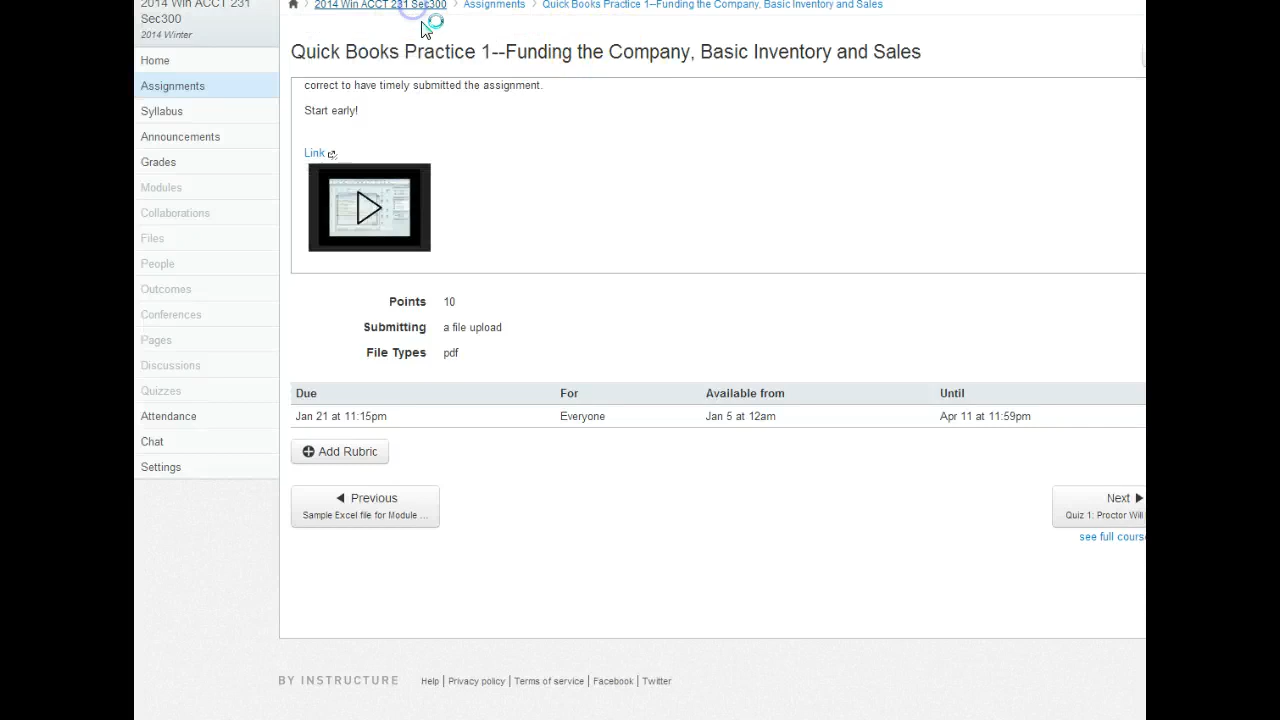 2014 Win ACCT 231 Sec300
2014 Winter
Home
Assignments
Syllabus
Announcements
Grades
Modules
Collaborations
Files
People
Outcomes
Conferences
Pages
Discussions
Quizzes
Attendance
Chat
Settings
2014 Win ACCT 231 Sec300 Assignments Quick Books Practice 1--Funding the Company, Basic Inventory and Sales
Quick Books Practice 1--Funding the Company, Basic Inventory and Sales
correct to have timely submitted the assignment.
Start early!
Link
Points 10
Submitting a file upload
File Types pdf
Due For Available from Until
Jan 21 at 11:15pm Everyone Jan 5 at 12am Apr 11 at 11:59pm
Add Rubric
Previous
Sample Excel file for Module ...
Next
Quiz 1: Proctor Will
see full cours
BY INSTRUCTURE Help | Privacy policy | Terms of service | Facebook | Twitter